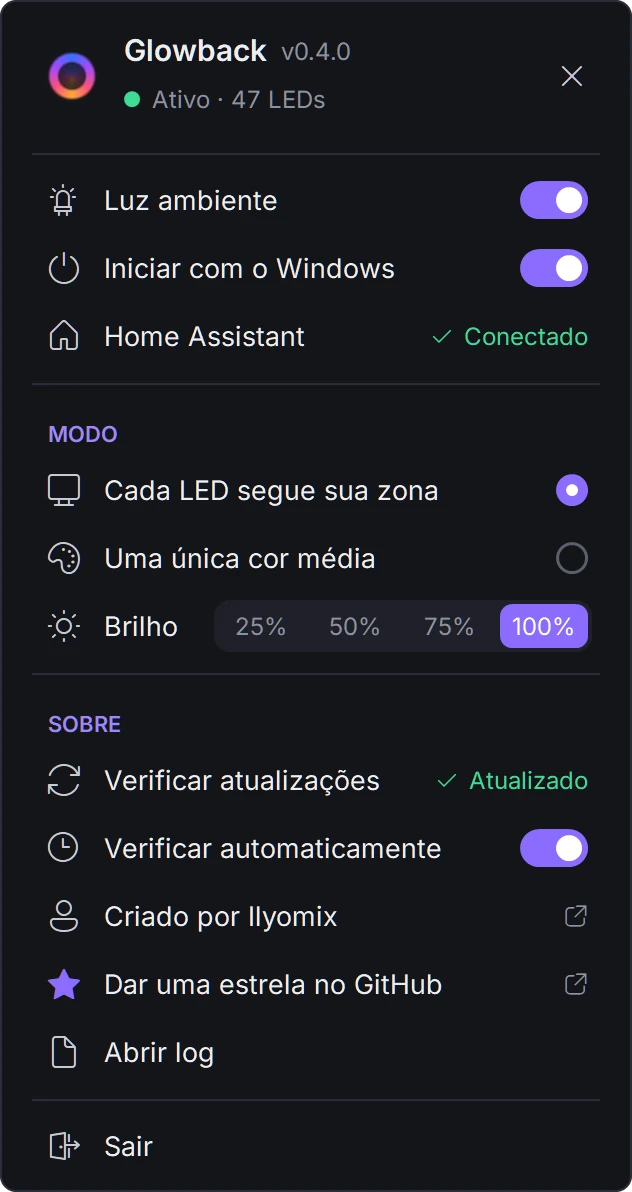 Glowback v0.4.0
Ativo · 47 LEDs
Luz ambiente
Iniciar com o Windows
Home Assistant Conectado
MODO
Cada LED segue sua zona
Uma única cor média
Brilho 25% 50% 75% 100%
SOBRE
Verificar atualizações Atualizado
Verificar automaticamente
Criado por Ilyomix
Dar uma estrela no GitHub
Abrir log
Sair